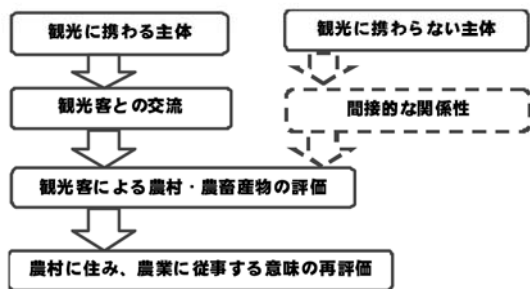 観光に携わる主体
観光に携わらない主体
観光客との交流
間接的な関係性
観光客による農村・農畜産物の評価
農村に住み、農業に従事する意味の再評価